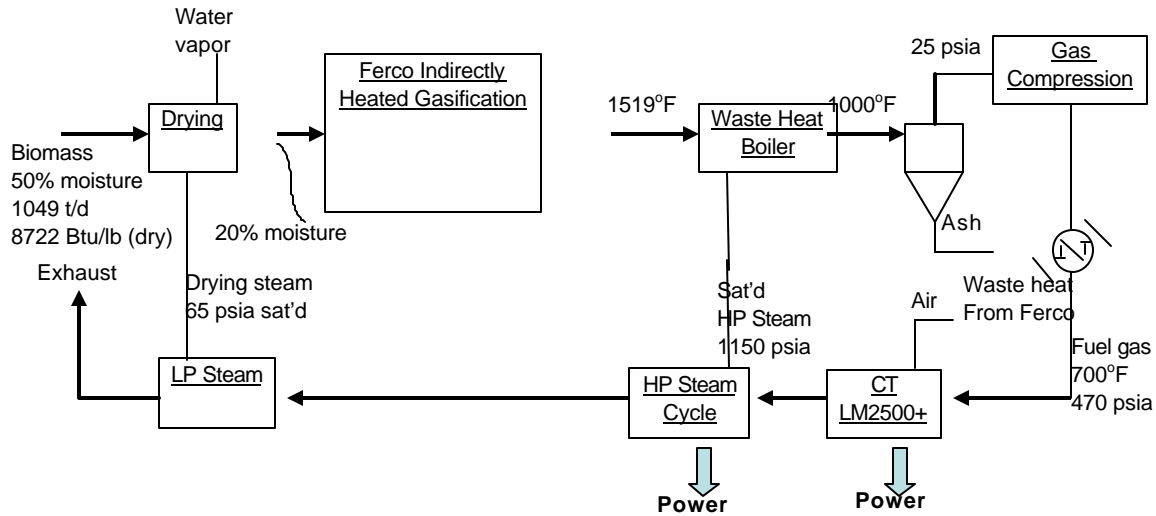 Water
vapor
Drying
Biomass
50% moisture
1049 t/d
8722 Btu/lb (dry)
20% moisture
Ferco Indirectly
Heated Gasification
1519°F
Waste Heat
Boiler
1000°F
25 psia
Gas
Compression
Ash
Exhaust
Drying steam
65 psia sat'd
Sat'd
HP Steam
1150 psia
Air
Waste heat
From Ferco
Fuel gas
700°F
470 psia
LP Steam
HP Steam
Cycle
CT
LM2500+
Power
Power